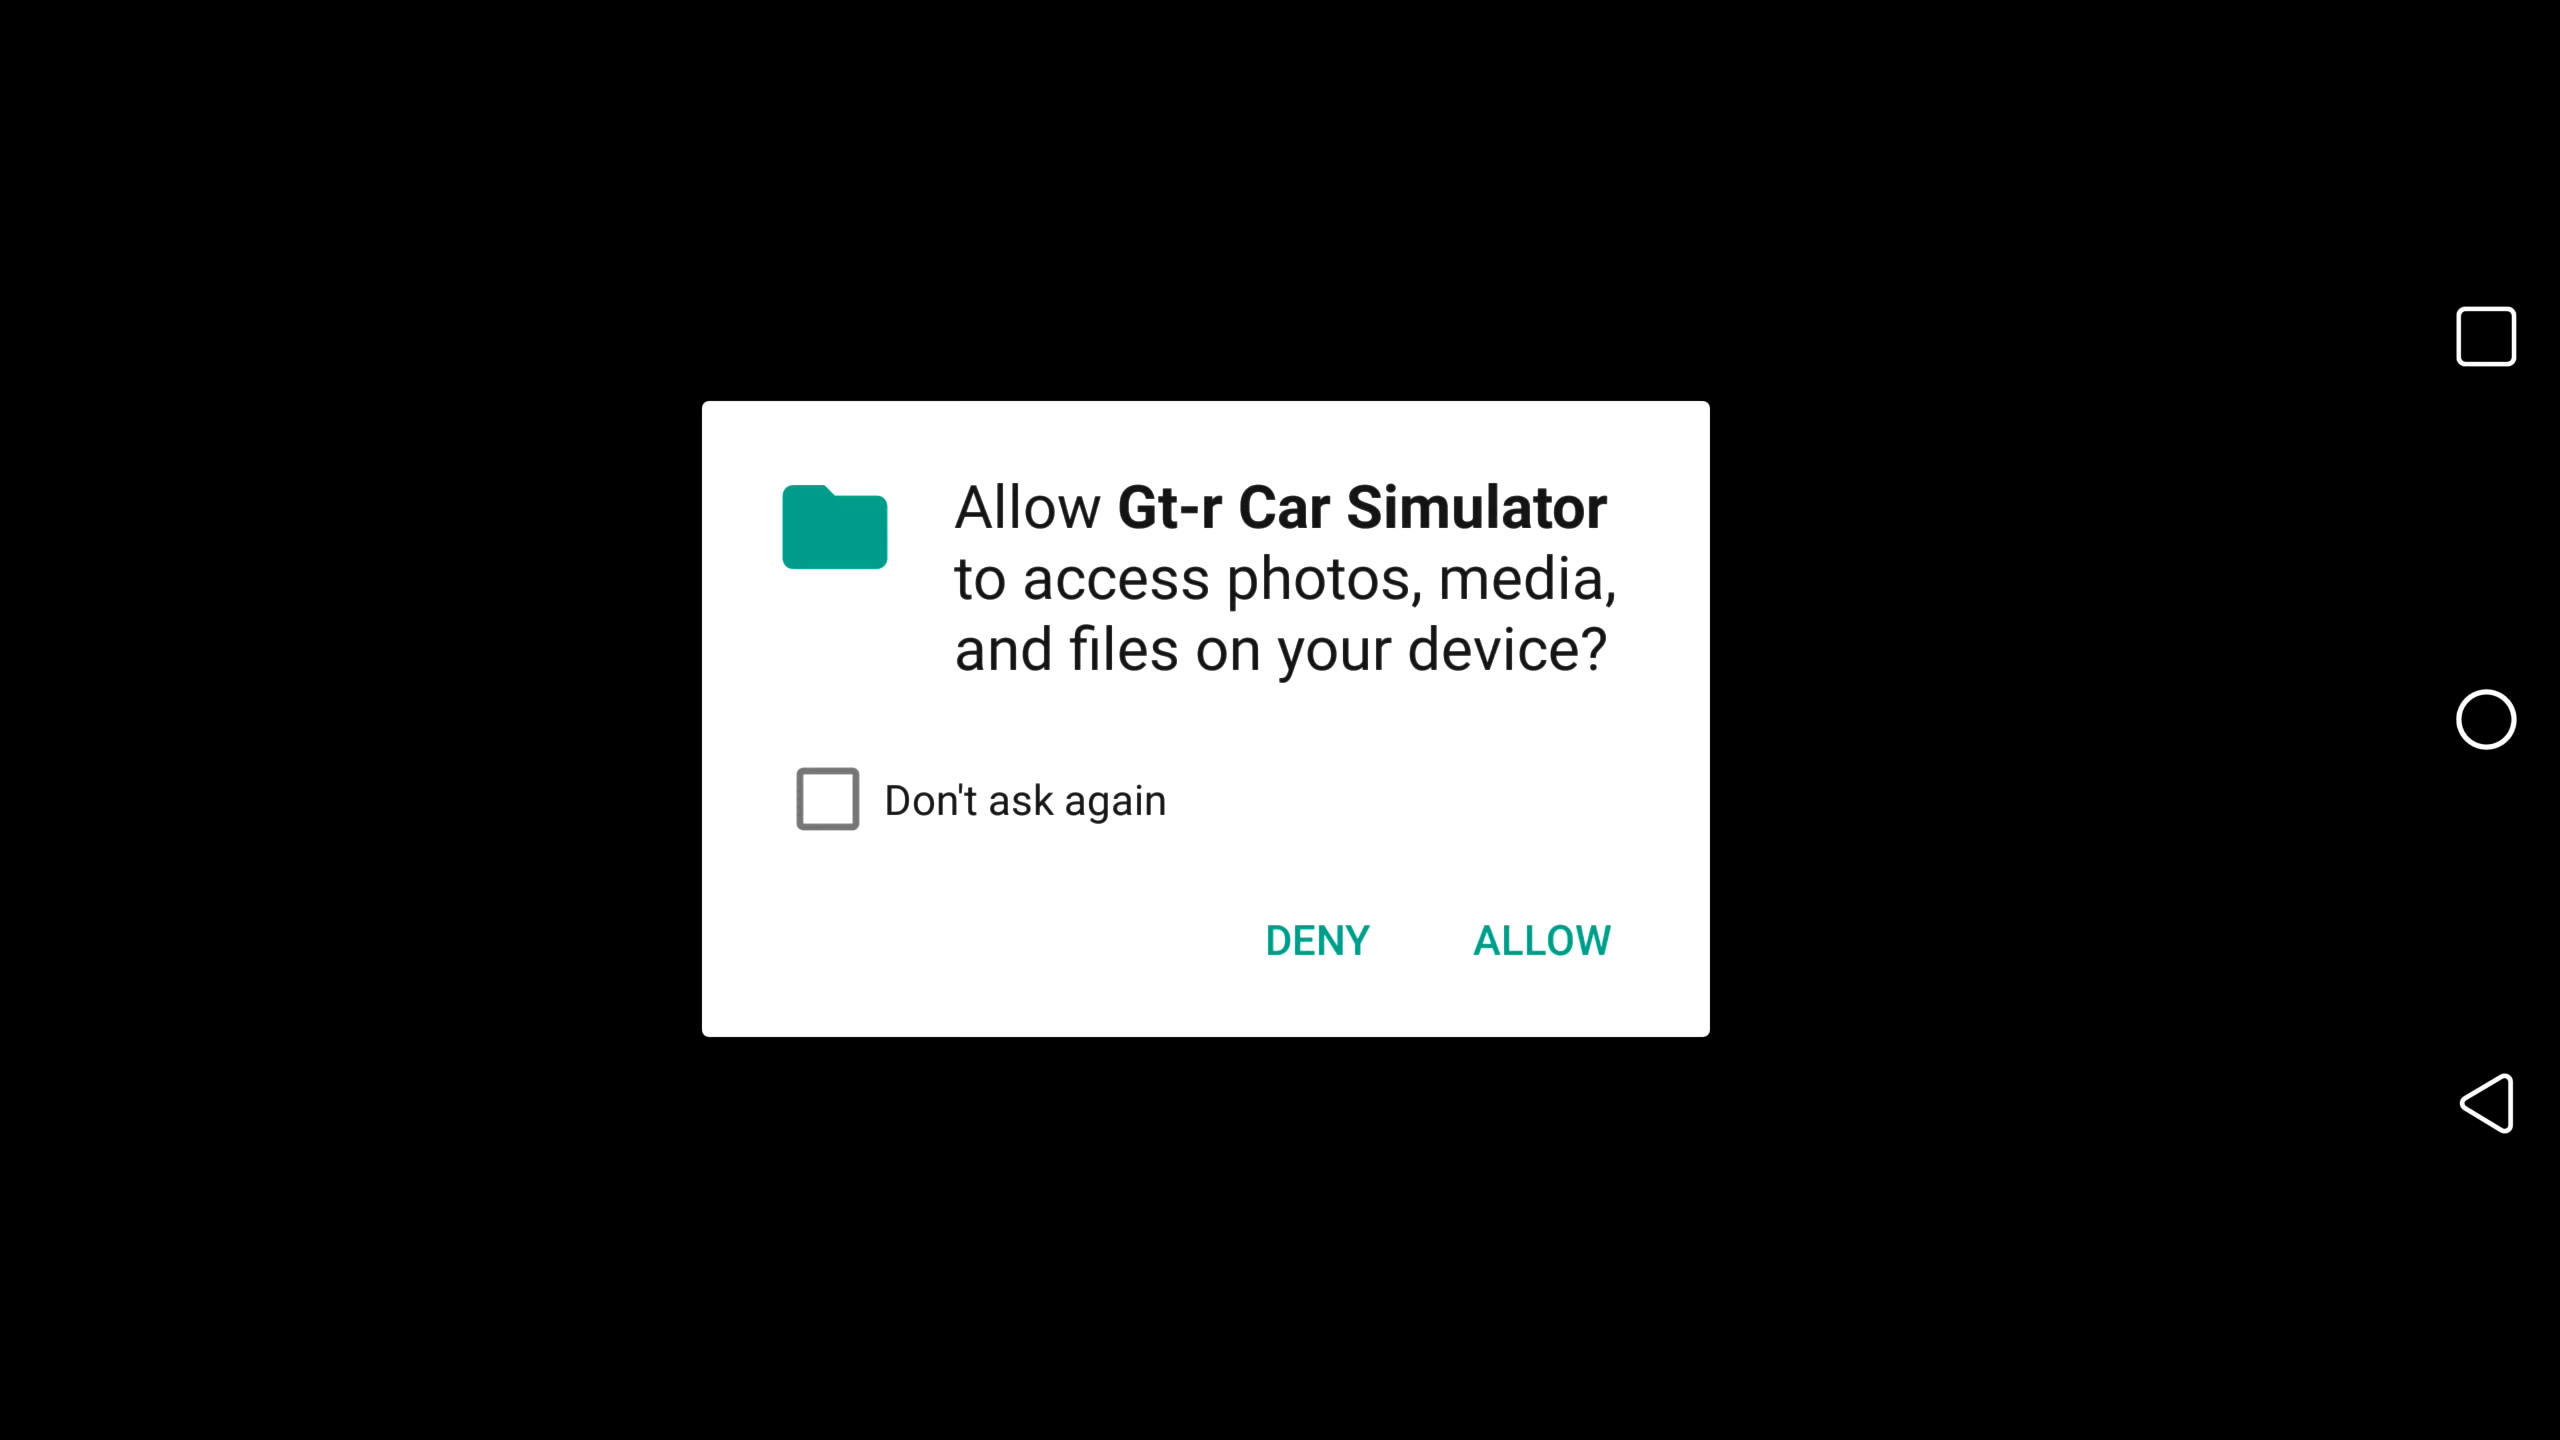 Allow Gt-r Car Simulator
to access photos, media,
and files on your device?
Don't ask again
DENY ALLOW